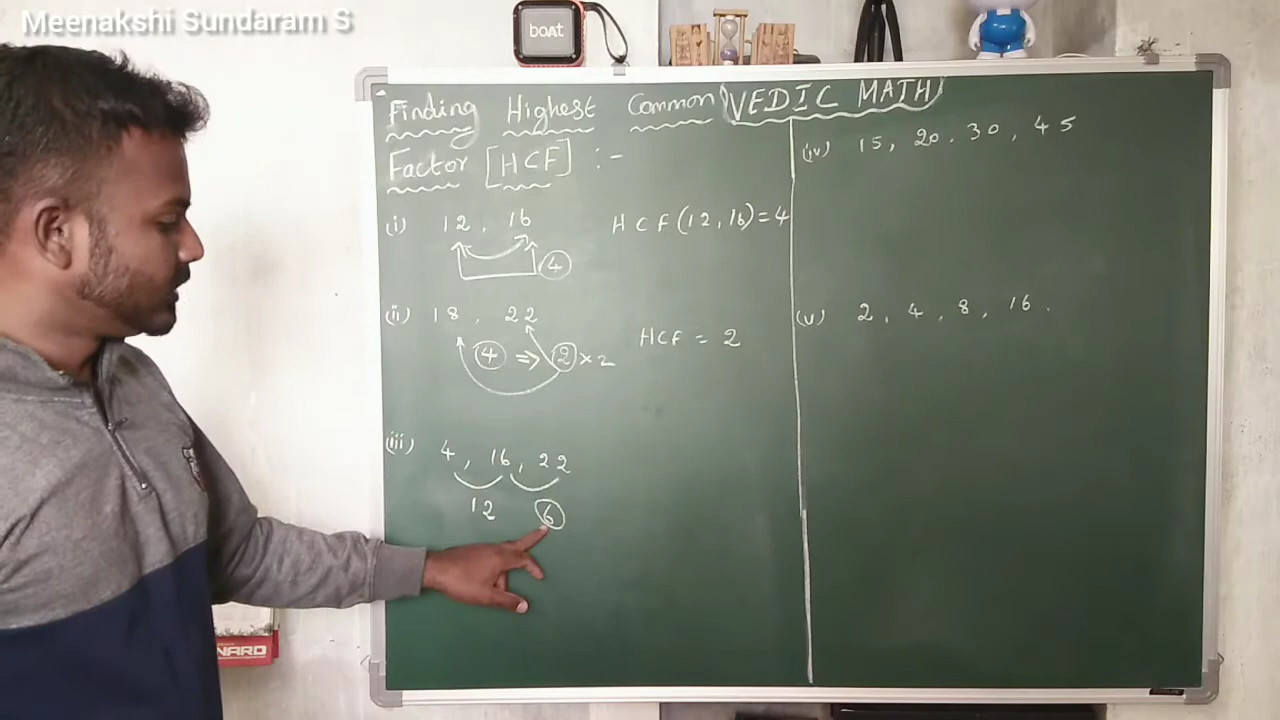 Meenakshi Sundaram S
boAt
Finding Highest Common
Factor [HCF] :-
VEDIC MATH
(i) 12, 16 HCF(12, 16) = 4
4
(ii) 18, 22
4 ⇒ 2 × 2 HCF = 2
(iii) 4, 16, 22
12 6
(iv) 15, 20, 30, 45
(v) 2, 4, 8, 16.
NARD